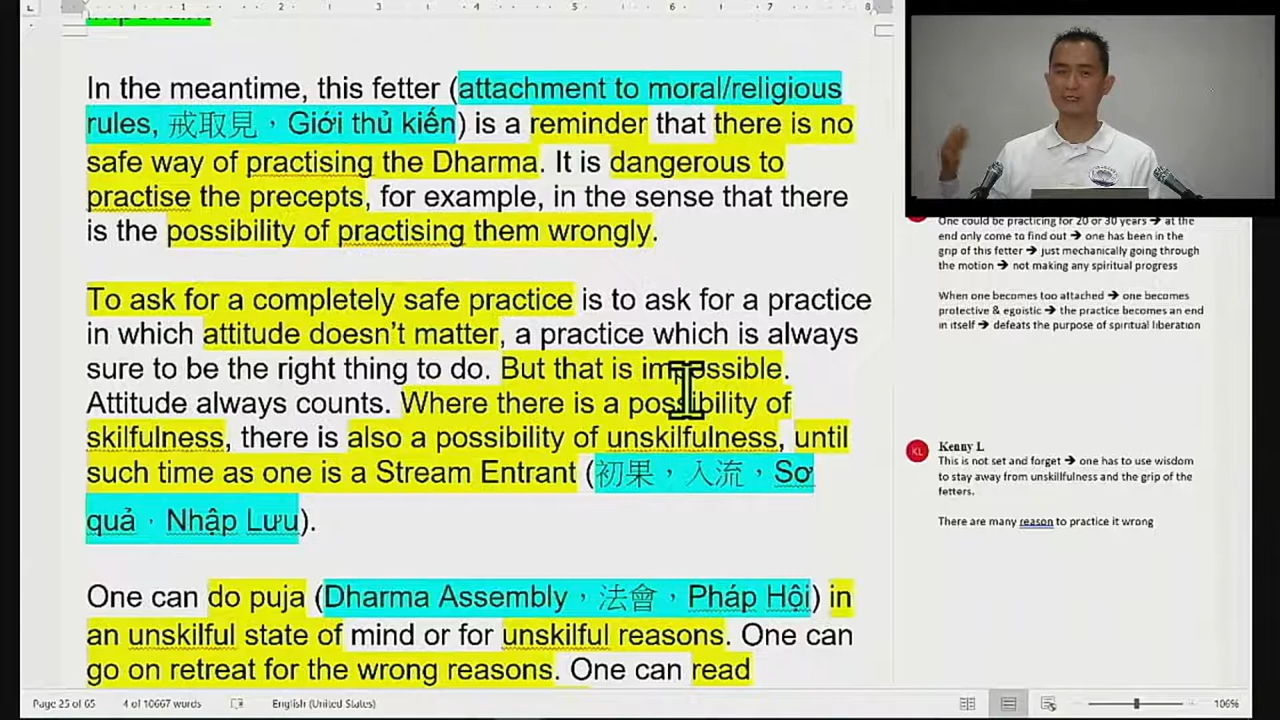 In the meantime, this fetter (attachment to moral/religious
rules, 戒取見，Giới thủ kiến) is a reminder that there is no
safe way of practising the Dharma. It is dangerous to
practise the precepts, for example, in the sense that there
is the possibility of practising them wrongly.
To ask for a completely safe practice is to ask for a practice
in which attitude doesn’t matter, a practice which is always
sure to be the right thing to do. But that is impossible.
Attitude always counts. Where there is a possibility of
skilfulness, there is also a possibility of unskilfulness, until
such time as one is a Stream Entrant (初果，入流，Sơ
quả，Nhập Lưu).
One can do puja (Dharma Assembly，法會，Pháp Hội) in
an unskilful state of mind or for unskilful reasons. One can
go on retreat for the wrong reasons. One can read
One could be practicing for 20 or 30 years ➔ at the
end only come to find out ➔ one has been in the
grip of this fetter ➔ just mechanically going through
the motion ➔ not making any spiritual progress
When one becomes too attached ➔ one becomes
protective & egoistic ➔ the practice becomes an end
in itself ➔ defeats the purpose of spiritual liberation
KL Kenny L
This is not set and forget ➔ one has to use wisdom
to stay away from unskillfulness and the grip of the
fetters.
There are many reason to practice it wrong
Page 25 of 65 4 of 10667 words English (United States) 106%